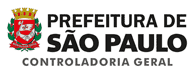 PREFEITURA DE
SÃO PAULO
CONTROLADORIA GERAL